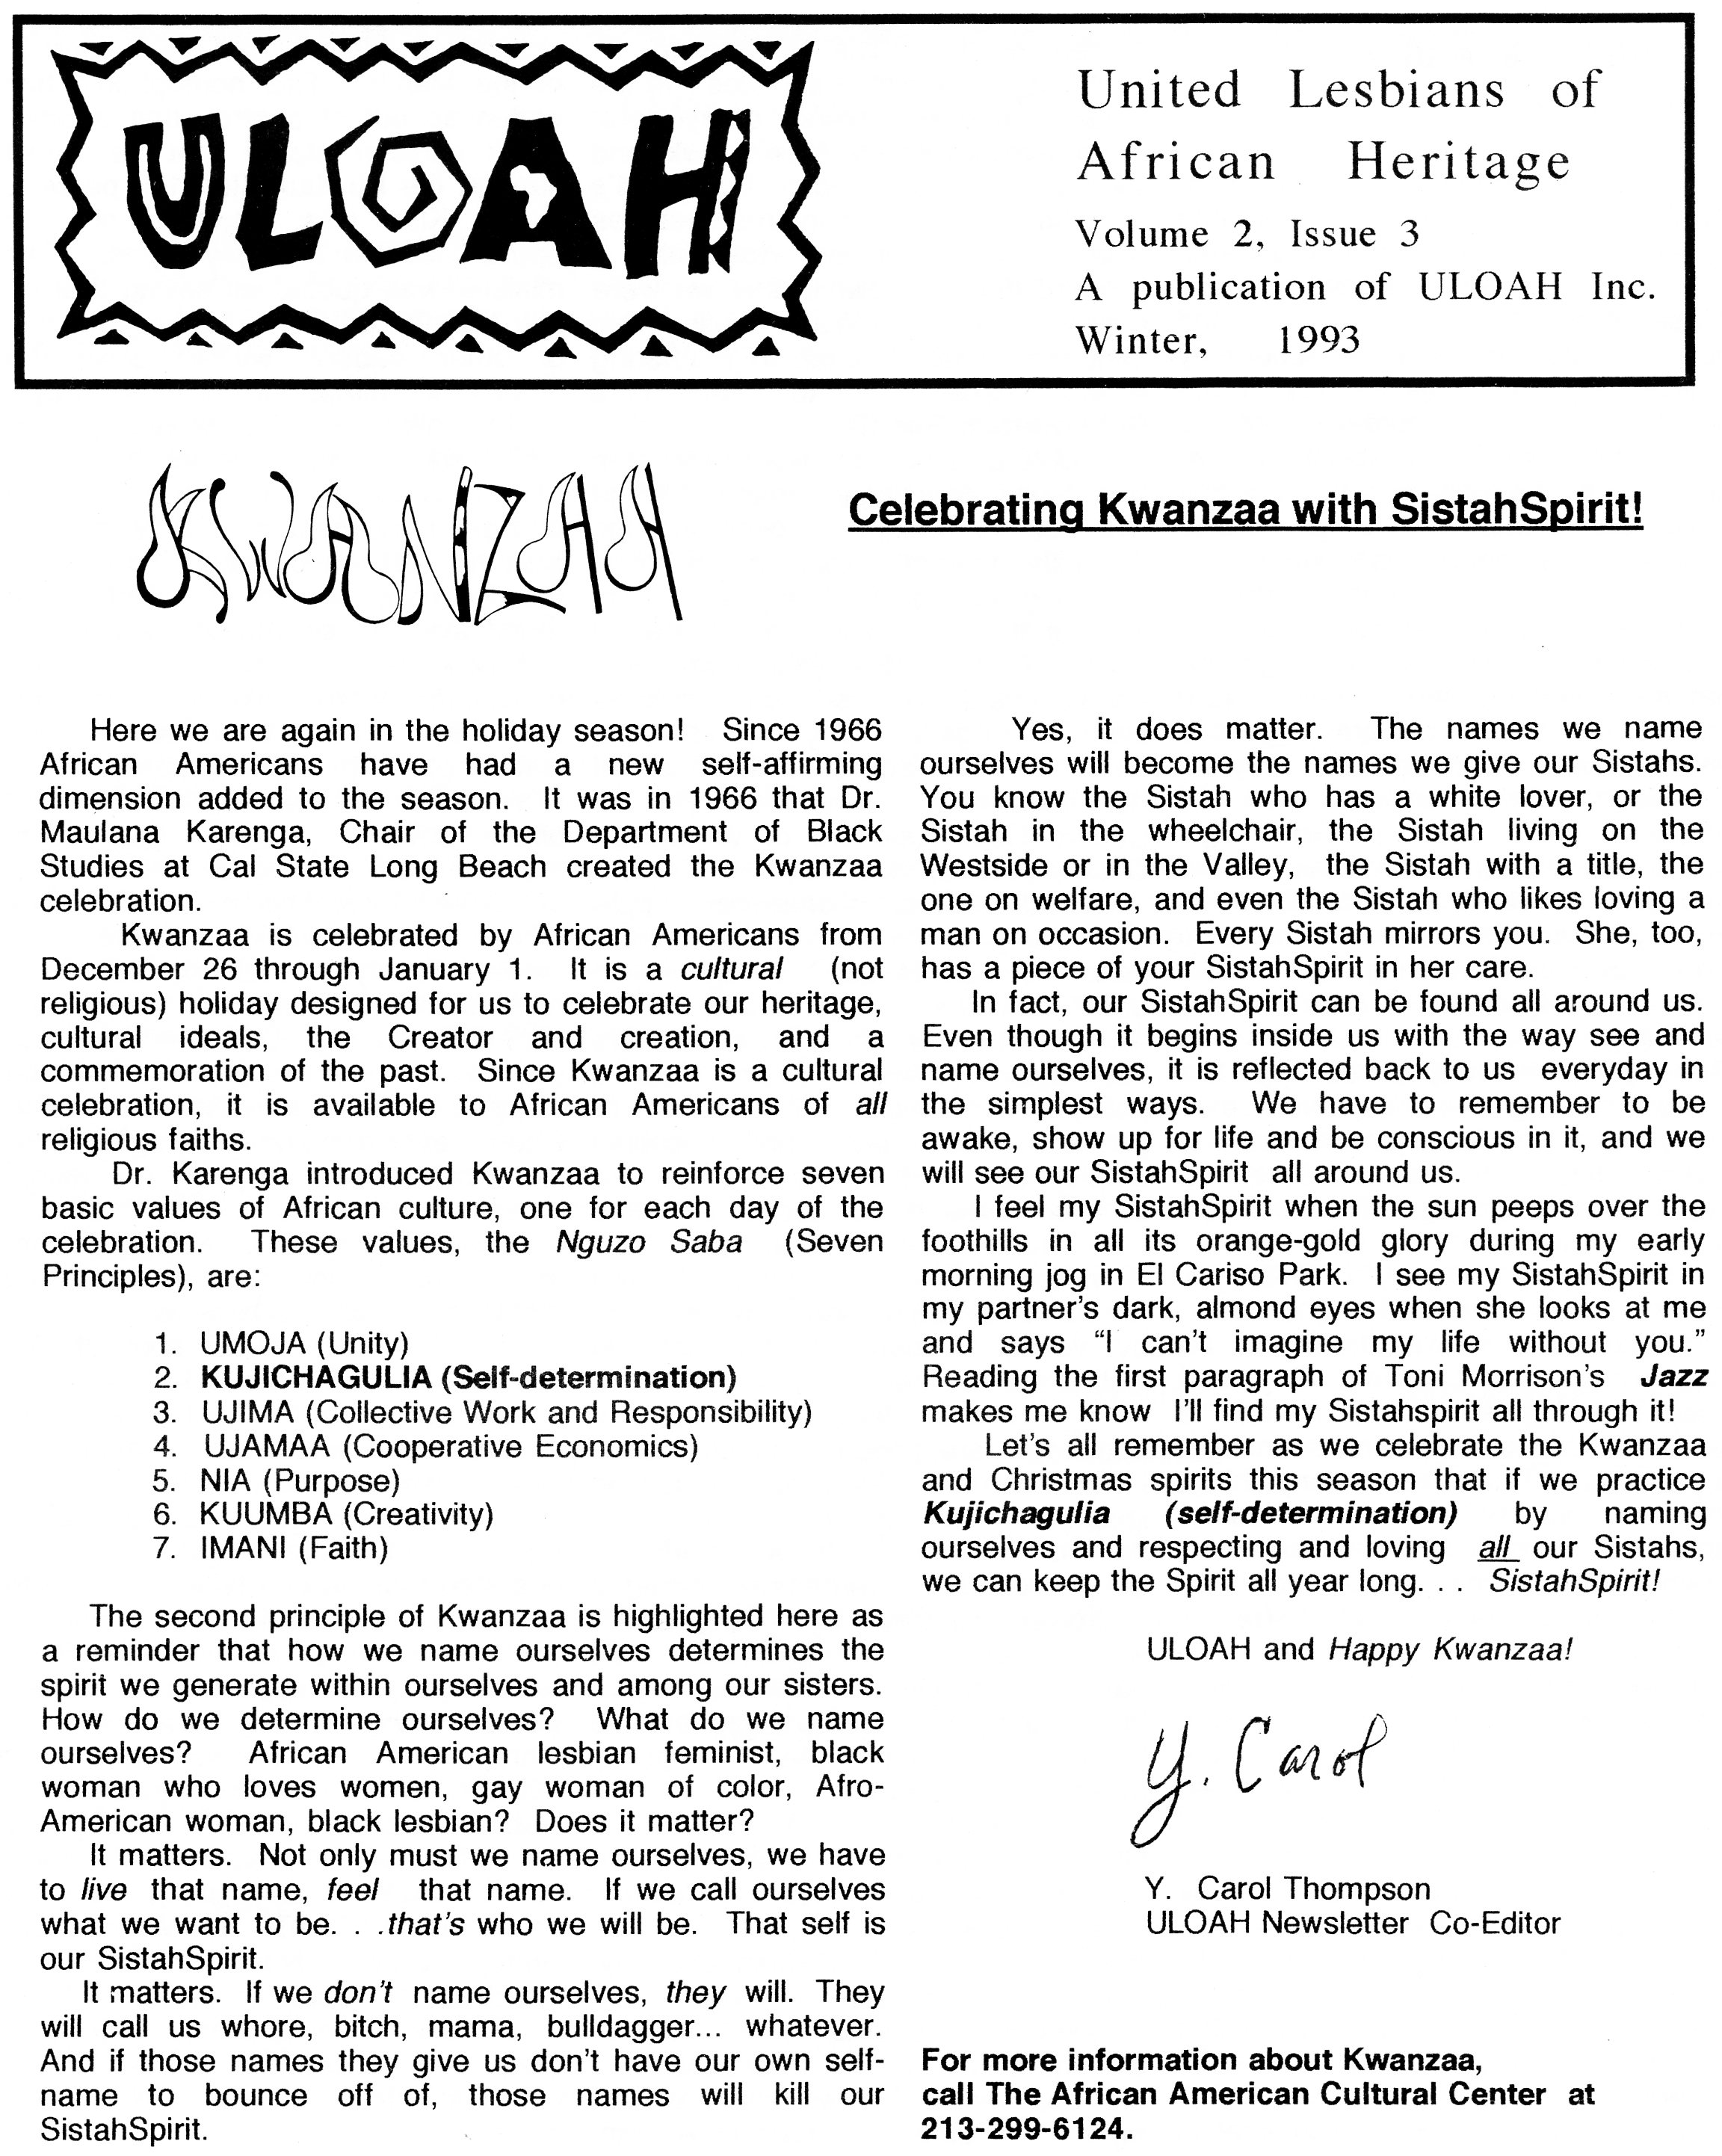 ULOAH
United Lesbians of
African Heritage
Volume 2, Issue 3
A publication of ULOAH Inc.
Winter, 1993
KWANZAA
Celebrating Kwanzaa with SistahSpirit!
Here we are again in the holiday season! Since 1966
African Americans have had a new self-affirming
dimension added to the season. It was in 1966 that Dr.
Maulana Karenga, Chair of the Department of Black
Studies at Cal State Long Beach created the Kwanzaa
celebration.
Kwanzaa is celebrated by African Americans from
December 26 through January 1. It is a cultural (not
religious) holiday designed for us to celebrate our heritage,
cultural ideals, the Creator and creation, and a
commemoration of the past. Since Kwanzaa is a cultural
celebration, it is available to African Americans of all
religious faiths.
Dr. Karenga introduced Kwanzaa to reinforce seven
basic values of African culture, one for each day of the
celebration. These values, the Nguzo Saba (Seven
Principles), are:
1. UMOJA (Unity)
2. KUJICHAGULIA (Self-determination)
3. UJIMA (Collective Work and Responsibility)
4. UJAMAA (Cooperative Economics)
5. NIA (Purpose)
6. KUUMBA (Creativity)
7. IMANI (Faith)
The second principle of Kwanzaa is highlighted here as
a reminder that how we name ourselves determines the
spirit we generate within ourselves and among our sisters.
How do we determine ourselves? What do we name
ourselves? African American lesbian feminist, black
woman who loves women, gay woman of color, Afro-
American woman, black lesbian? Does it matter?
It matters. Not only must we name ourselves, we have
to live that name, feel that name. If we call ourselves
what we want to be. . .that's who we will be. That self is
our SistahSpirit.
It matters. If we don't name ourselves, they will. They
will call us whore, bitch, mama, bulldagger... whatever.
And if those names they give us don't have our own self-
name to bounce off of, those names will kill our
SistahSpirit.
Yes, it does matter. The names we name
ourselves will become the names we give our Sistahs.
You know the Sistah who has a white lover, or the
Sistah in the wheelchair, the Sistah living on the
Westside or in the Valley, the Sistah with a title, the
one on welfare, and even the Sistah who likes loving a
man on occasion. Every Sistah mirrors you. She, too,
has a piece of your SistahSpirit in her care.
In fact, our SistahSpirit can be found all around us.
Even though it begins inside us with the way see and
name ourselves, it is reflected back to us everyday in
the simplest ways. We have to remember to be
awake, show up for life and be conscious in it, and we
will see our SistahSpirit all around us.
I feel my SistahSpirit when the sun peeps over the
foothills in all its orange-gold glory during my early
morning jog in El Cariso Park. I see my SistahSpirit in
my partner's dark, almond eyes when she looks at me
and says “I can't imagine my life without you.”
Reading the first paragraph of Toni Morrison's Jazz
makes me know I'll find my Sistahspirit all through it!
Let's all remember as we celebrate the Kwanzaa
and Christmas spirits this season that if we practice
Kujichagulia (self-determination) by naming
ourselves and respecting and loving all our Sistahs,
we can keep the Spirit all year long. . . SistahSpirit!
ULOAH and Happy Kwanzaa!
Y. Carol
Y. Carol Thompson
ULOAH Newsletter Co-Editor
For more information about Kwanzaa,
call The African American Cultural Center at
213-299-6124.